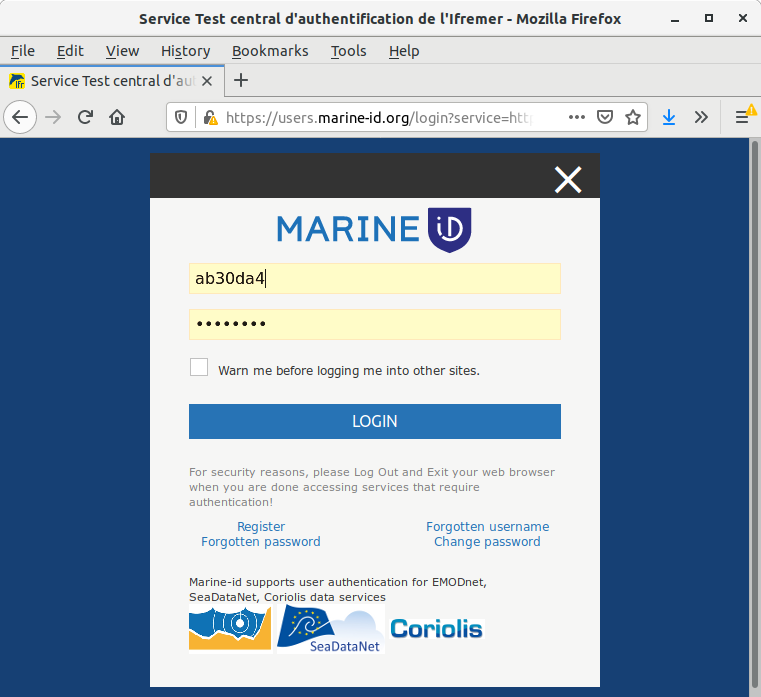 Service Test central d'authentification de l'Ifremer - Mozilla Firefox
File Edit View History Bookmarks Tools Help
Service Test central d'au
https://users.marine-id.org/login?service=http
MARINE iD
ab30da4
••••••••
Warn me before logging me into other sites.
LOGIN
For security reasons, please Log Out and Exit your web browser
when you are done accessing services that require
authentication!
Register Forgotten username
Forgotten password Change password
Marine-id supports user authentication for EMODnet,
SeaDataNet, Coriolis data services
SeaDataNet Coriolis